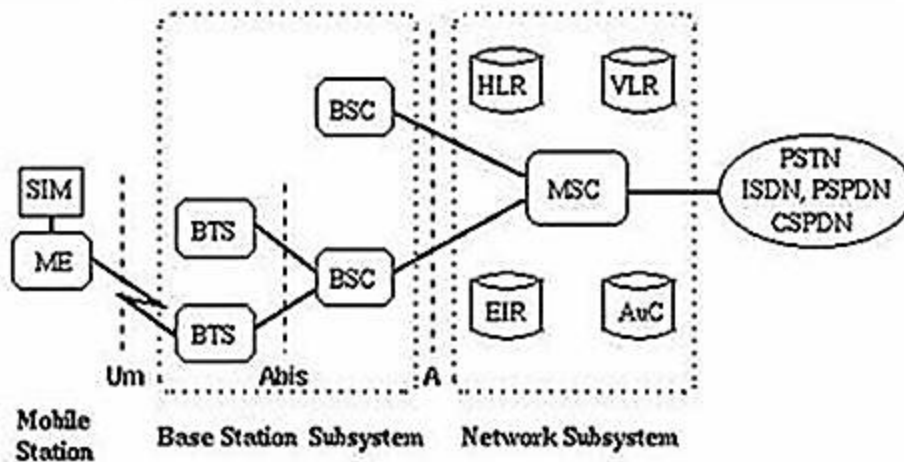 HLR
VLR
BSC
PSTN
ISDN, PSPDN
CSPDN
MSC
SIM
BTS
ME
BSC
BTS
EIR
AuC
Um
Abis
A
Mobile
Station
Base Station Subsystem
Network Subsystem